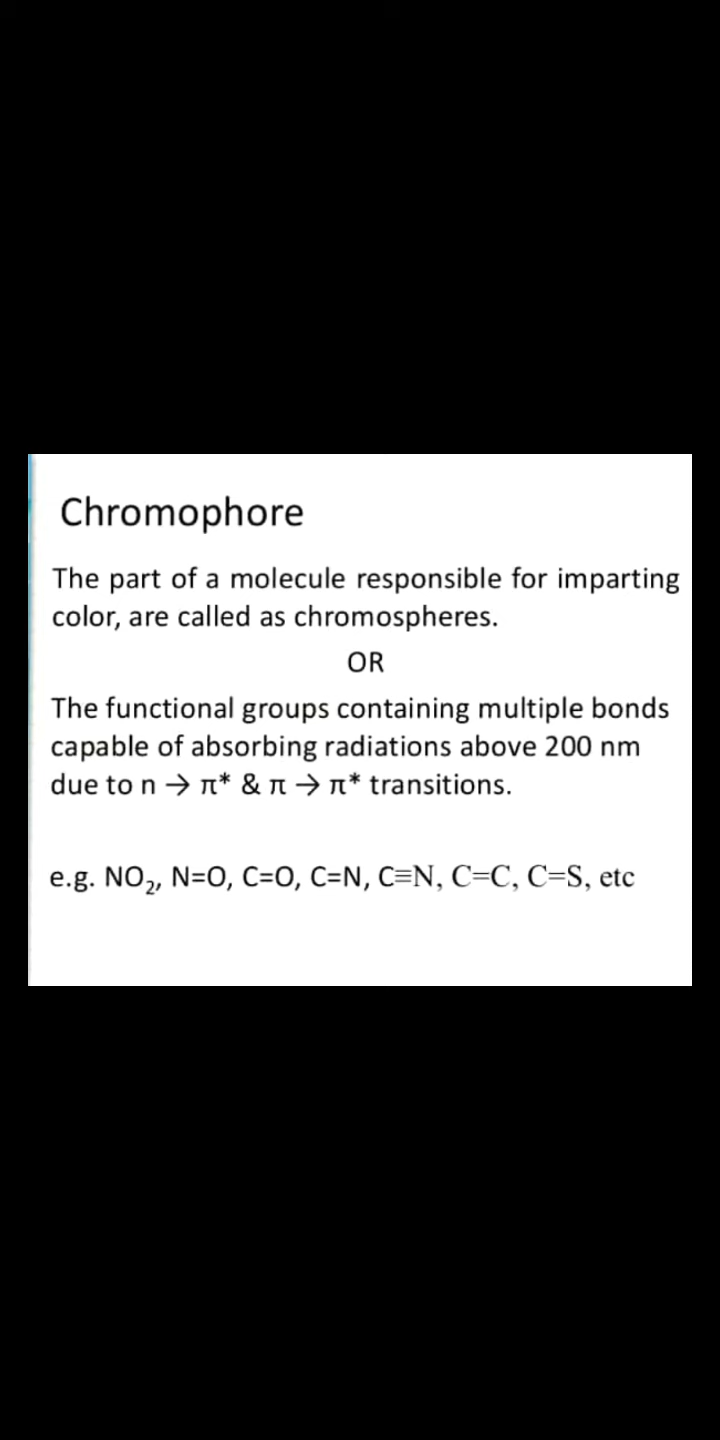 Chromophore
The part of a molecule responsible for imparting
color, are called as chromospheres.
OR
The functional groups containing multiple bonds
capable of absorbing radiations above 200 nm
due to n → π* & π → π* transitions.
e.g. NO₂, N=O, C=O, C=N, C≡N, C=C, C=S, etc